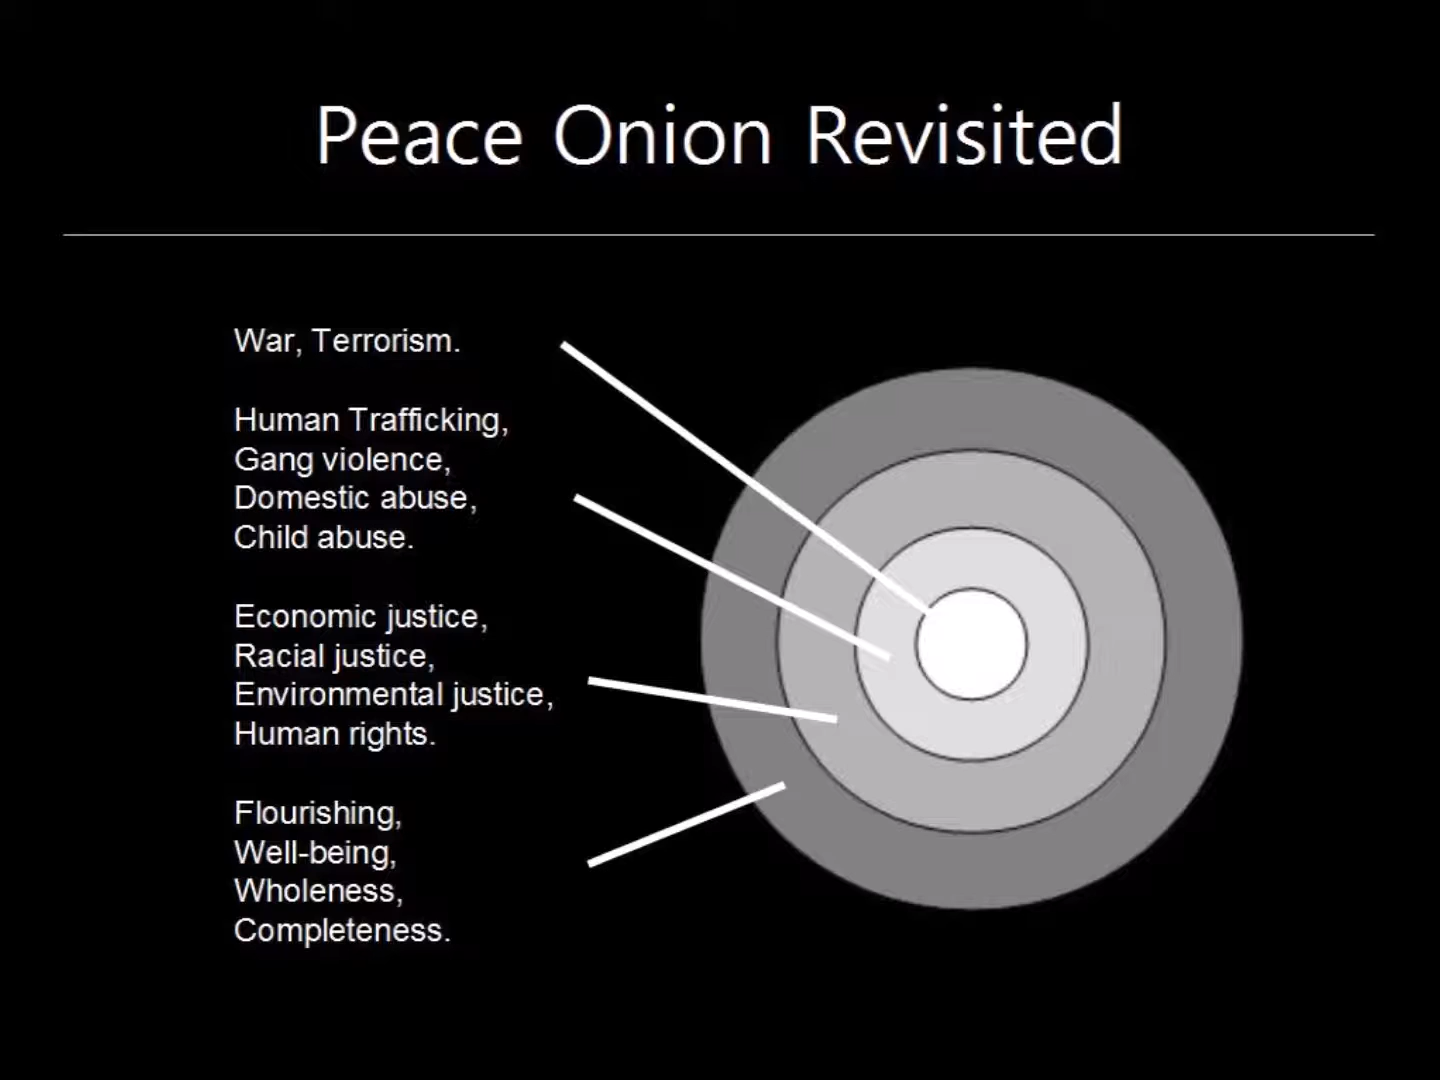 Peace Onion Revisited
War, Terrorism.
Human Trafficking,
Gang violence,
Domestic abuse,
Child abuse.
Economic justice,
Racial justice,
Environmental justice,
Human rights.
Flourishing,
Well-being,
Wholeness,
Completeness.